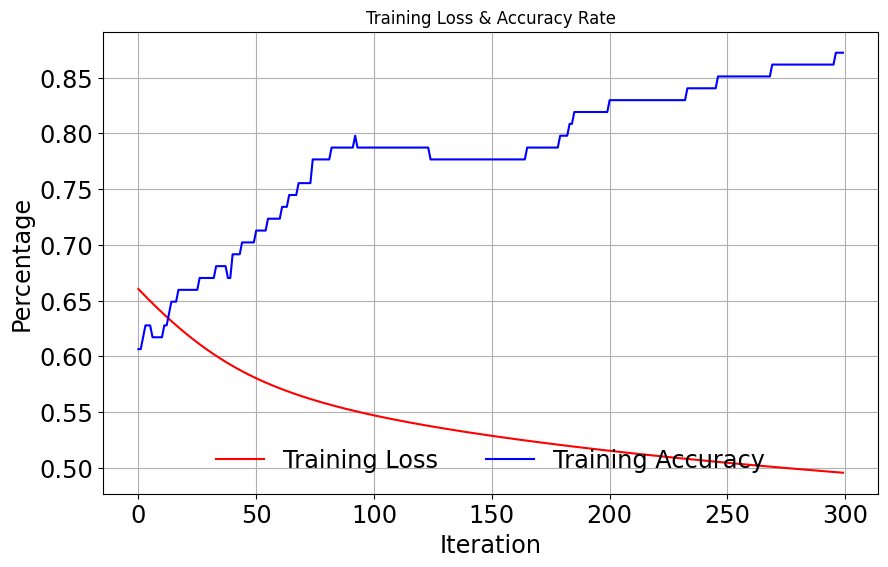 Training Loss & Accuracy Rate
Percentage
0.85
0.80
0.75
0.70
0.65
0.60
0.55
0.50
Training Loss Training Accuracy
0 50 100 150 200 250 300
Iteration